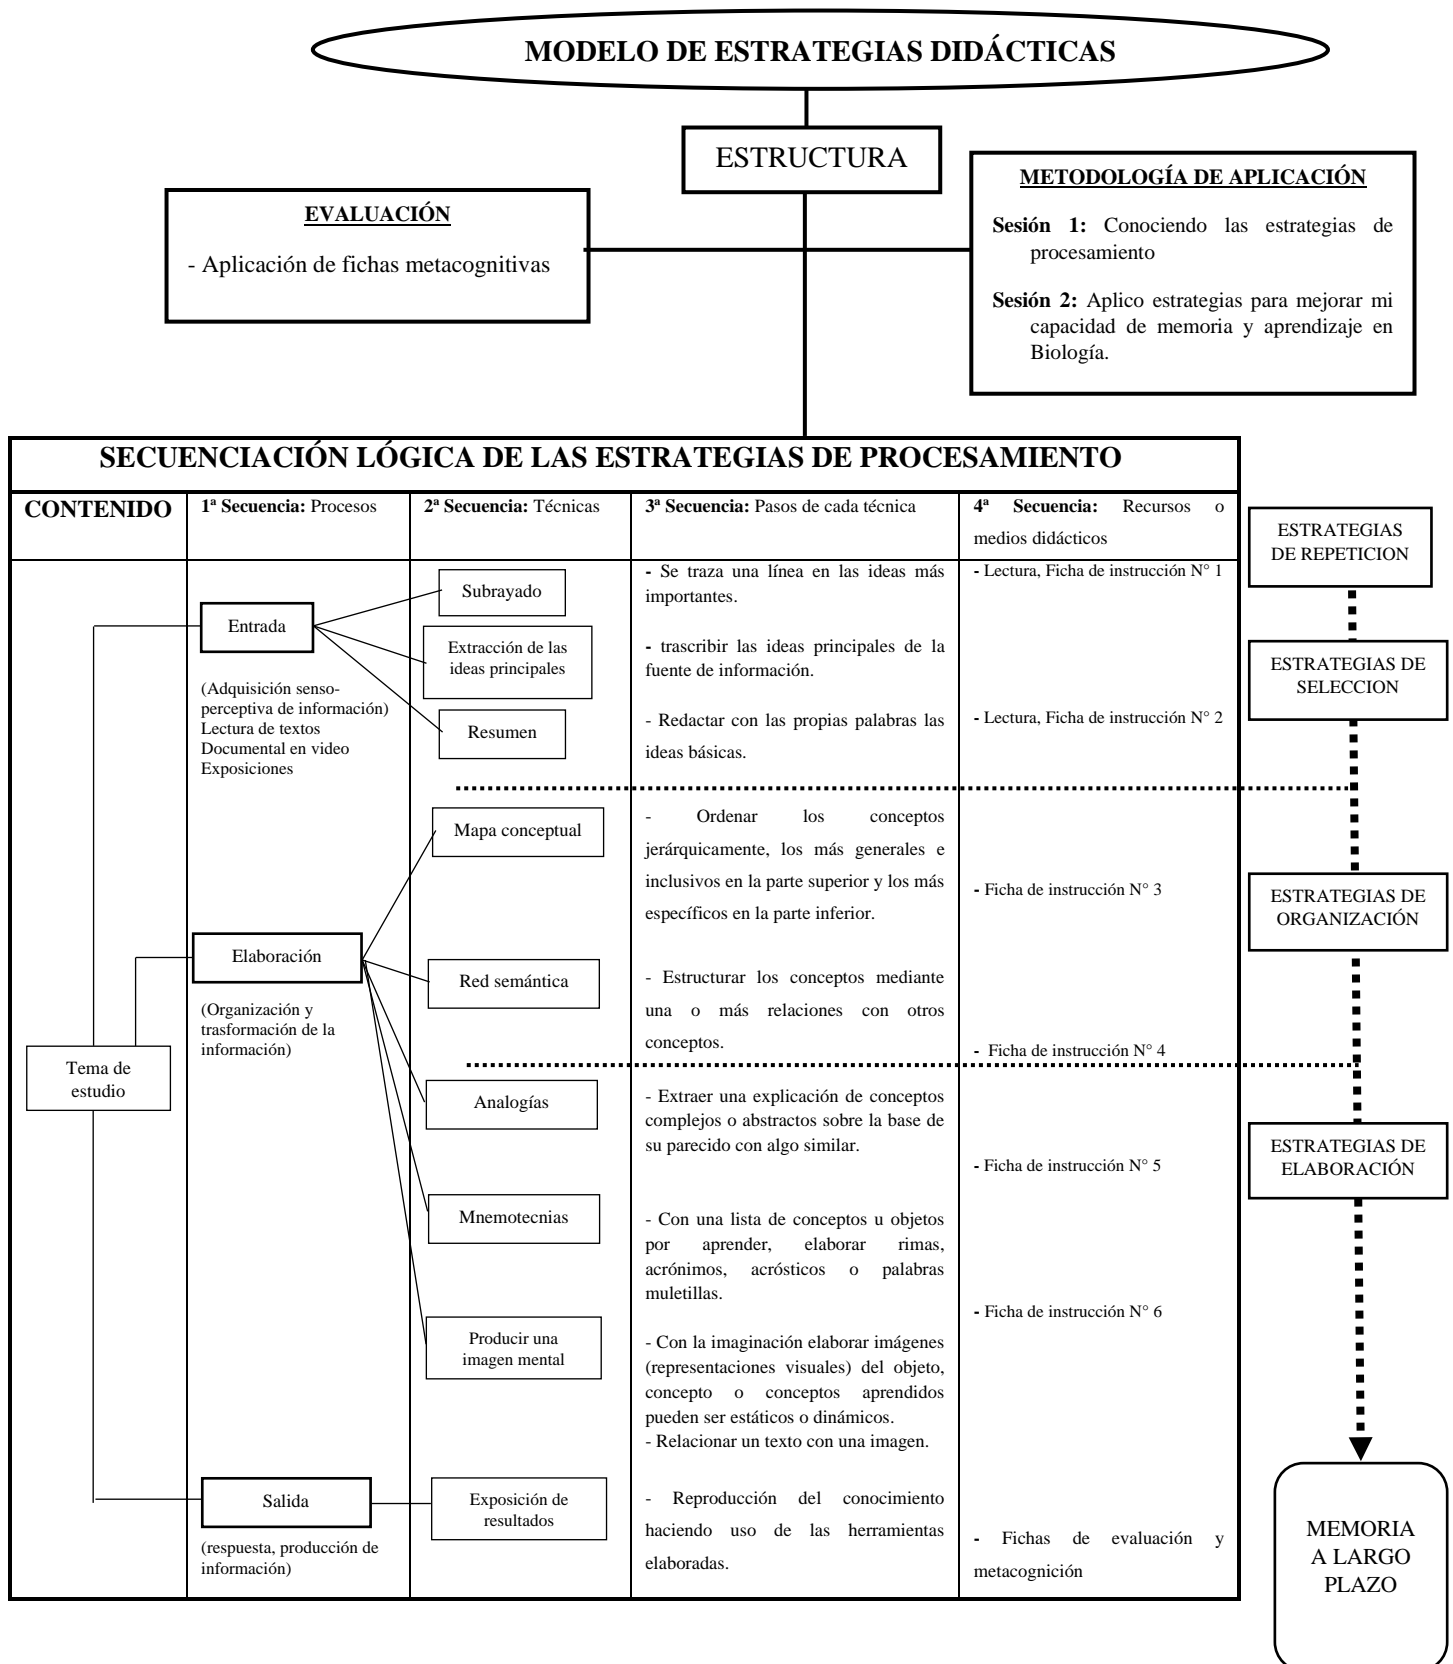 MODELO DE ESTRATEGIAS DIDÁCTICAS
ESTRUCTURA
EVALUACIÓN
- Aplicación de fichas metacognitivas
METODOLOGÍA DE APLICACIÓN
Sesión 1: Conociendo las estrategias de
procesamiento
Sesión 2: Aplico estrategias para mejorar mi
capacidad de memoria y aprendizaje en
Biología.
SECUENCIACIÓN LÓGICA DE LAS ESTRATEGIAS DE PROCESAMIENTO
CONTENIDO
1ª Secuencia: Procesos
2ª Secuencia: Técnicas
3ª Secuencia: Pasos de cada técnica
4ª Secuencia: Recursos o
medios didácticos
Tema de
estudio
Entrada
(Adquisición senso-
perceptiva de información)
Lectura de textos
Documental en video
Exposiciones
Elaboración
(Organización y
trasformación de la
información)
Salida
(respuesta, producción de
información)
Subrayado
Extracción de las
ideas principales
Resumen
Mapa conceptual
Red semántica
Analogías
Mnemotecnias
Producir una
imagen mental
Exposición de
resultados
- Se traza una línea en las ideas más
importantes.
- trascribir las ideas principales de la
fuente de información.
- Redactar con las propias palabras las
ideas básicas.
- Ordenar los conceptos
jerárquicamente, los más generales e
inclusivos en la parte superior y los más
específicos en la parte inferior.
- Estructurar los conceptos mediante
una o más relaciones con otros
conceptos.
- Extraer una explicación de conceptos
complejos o abstractos sobre la base de
su parecido con algo similar.
- Con una lista de conceptos u objetos
por aprender, elaborar rimas,
acrónimos, acrósticos o palabras
muletillas.
- Con la imaginación elaborar imágenes
(representaciones visuales) del objeto,
concepto o conceptos aprendidos
pueden ser estáticos o dinámicos.
- Relacionar un texto con una imagen.
- Reproducción del conocimiento
haciendo uso de las herramientas
elaboradas.
- Lectura, Ficha de instrucción N° 1
- Lectura, Ficha de instrucción N° 2
- Ficha de instrucción N° 3
- Ficha de instrucción N° 4
- Ficha de instrucción N° 5
- Ficha de instrucción N° 6
- Fichas de evaluación y
metacognición
ESTRATEGIAS
DE REPETICION
ESTRATEGIAS DE
SELECCION
ESTRATEGIAS DE
ORGANIZACIÓN
ESTRATEGIAS DE
ELABORACIÓN
MEMORIA
A LARGO
PLAZO